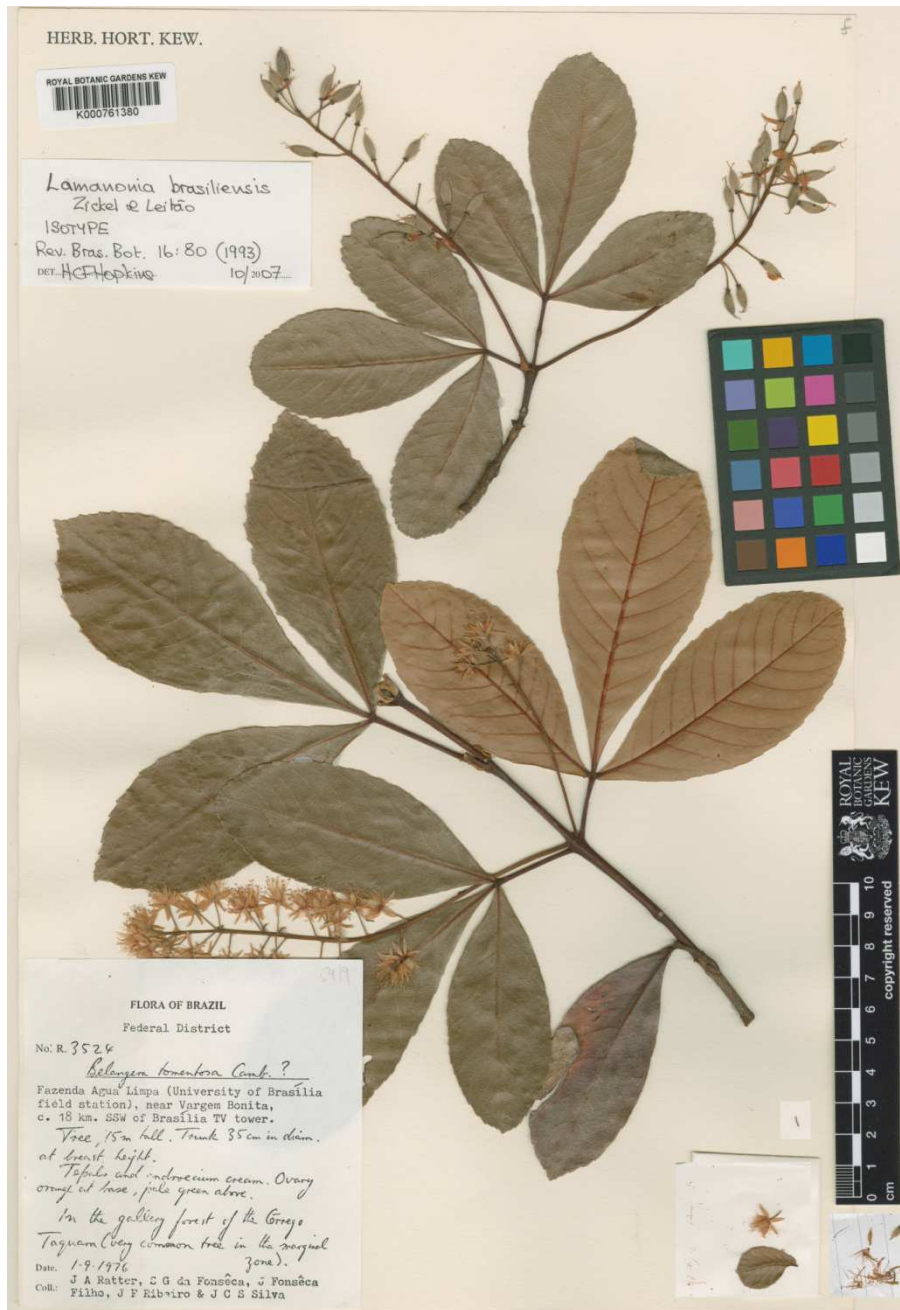 HERB. HORT. KEW.
ROYAL BOTANIC GARDENS KEW
K000761380
Lamanonia brasiliensis
Zickel & Leitão
ISOTYPE
Rev. Bras. Bot. 16: 80 (1993)
DET. HCFHopkins 10/2007
ROYAL
BOTANIC
GARDENS
KEW
copyright reserved
10
9
8
7
6
5
4
3
2
1
0
cm
FLORA OF BRAZIL
Federal District
No. R. 3524
Belangera tomentosa Camb. ?
Fazenda Agua Limpa (University of Brasília
field station), near Vargem Bonita,
c. 18 km. SSW of Brasília TV tower.
Tree, 15m tall. Trunk 35 cm in diam.
at breast height.
Tepals and androecium cream. Ovary
orange at base, pale green above.
In the gallery forest of the Corrego
Taquara (very common tree in the marginal
zone).
Date. 1-9-1976
Coll.: J A Ratter, S G da Fonsêca, J Fonsêca
Filho, J F Ribeiro & J C S Silva